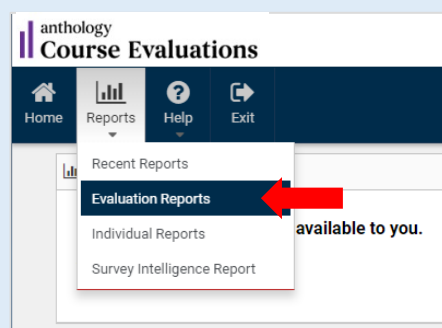 anthology
Course Evaluations
Home
Reports
Help
Exit
Recent Reports
Evaluation Reports
Individual Reports
available to you.
Survey Intelligence Report